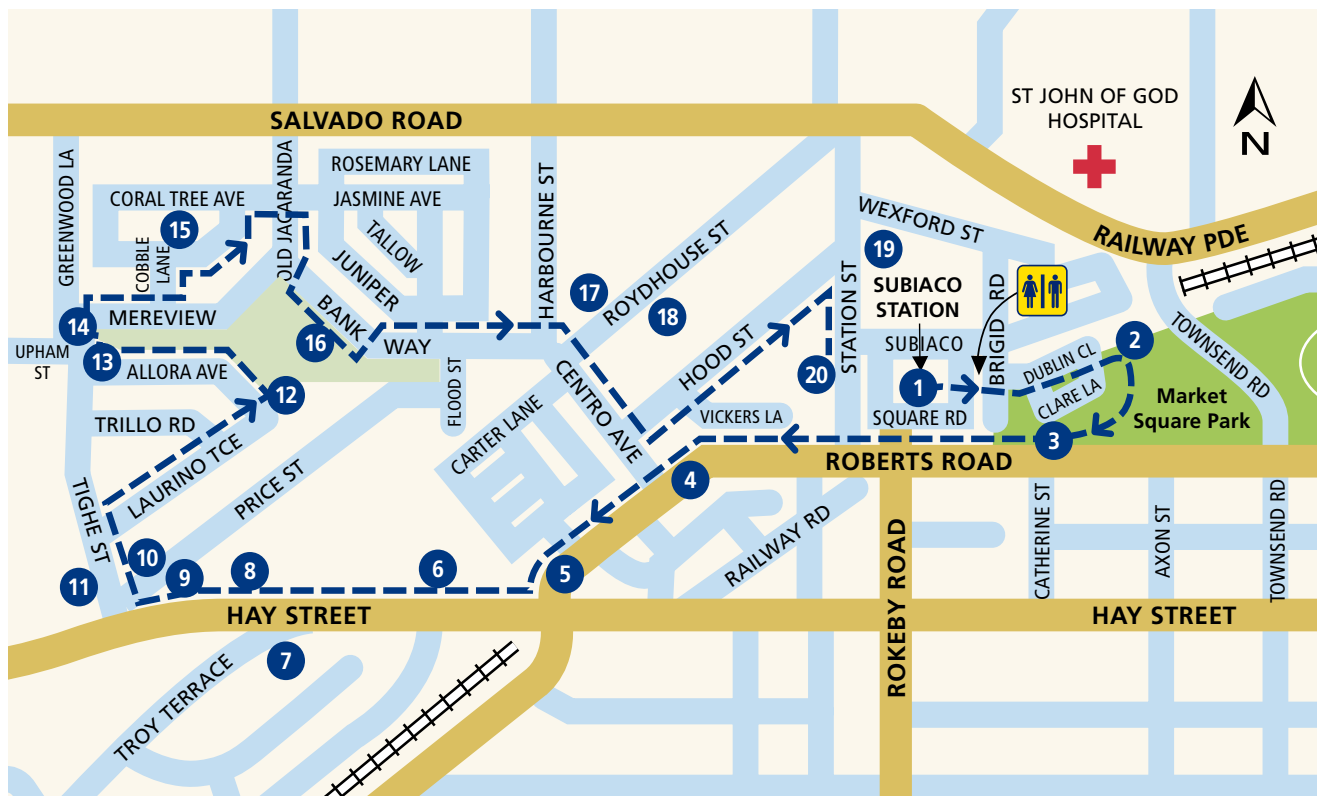 ST JOHN OF GOD
HOSPITAL
N
SALVADO ROAD
GREENWOOD LA
OLD JACARANDA
ROSEMARY LANE
CORAL TREE AVE
JASMINE AVE
HARBOURNE ST
TALLOW
JUNIPER
COBBLE
LANE
15
WEXFORD ST
19
RAILWAY PDE
ROYDHOUSE ST
17
18
SUBIACO
STATION
BRIGID RD
STATION ST
MEREVIEW
14
BANK
WAY
16
UPHAM
ST
13
ALLORA AVE
12
HOOD ST
SUBIACO
20
1
SQUARE RD
DUBLIN CL
2
CLARE LA
TOWNSEND RD
Market
Square Park
3
TRILLO RD
FLOOD ST
CENTRO AVE
VICKERS LA
CARTER LANE
LAURINO TCE
PRICE ST
ROBERTS ROAD
4
TIGHE ST
RAILWAY RD
ROKEBY ROAD
CATHERINE ST
AXON ST
TOWNSEND RD
10
11
9
8
6
5
HAY STREET
HAY STREET
7
TROY TERRACE